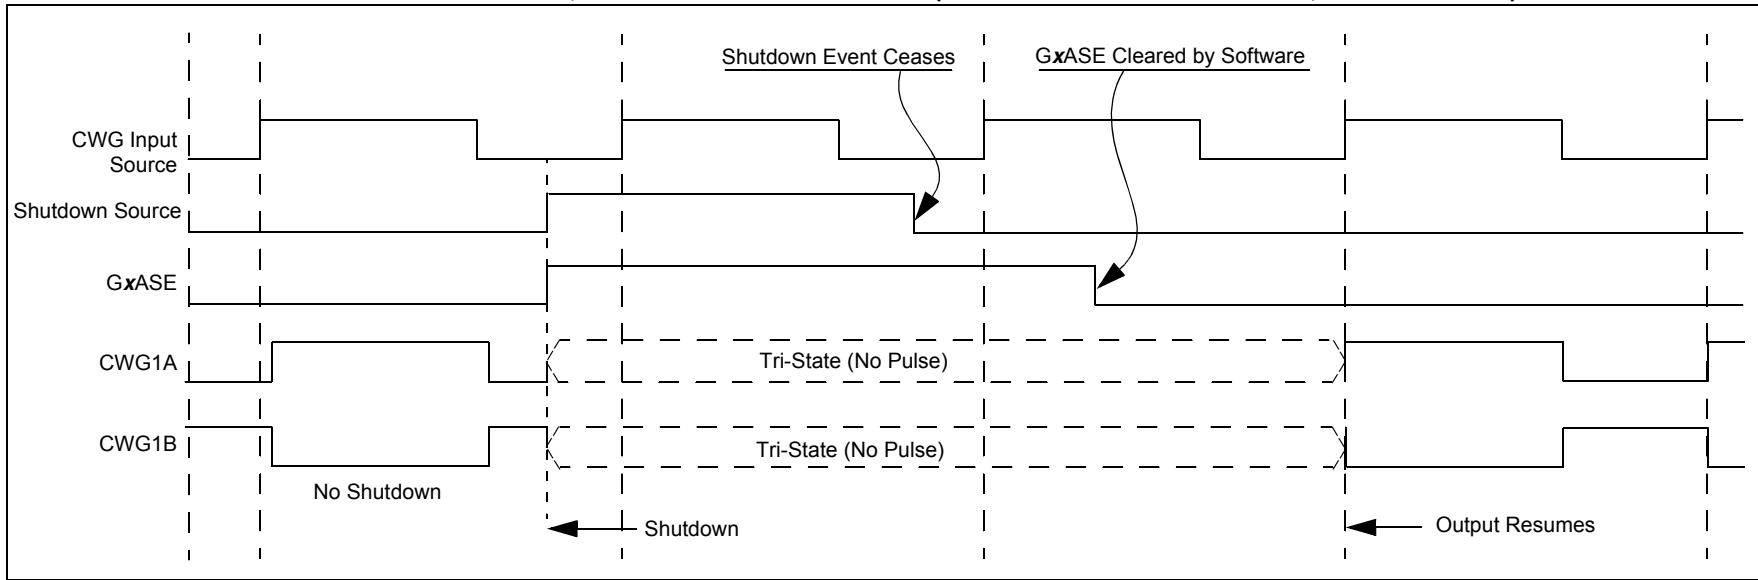 Shutdown Event Ceases
GxASE Cleared by Software
CWG Input
Source
Shutdown Source
GxASE
CWG1A
Tri-State (No Pulse)
CWG1B
Tri-State (No Pulse)
No Shutdown
Shutdown
Output Resumes